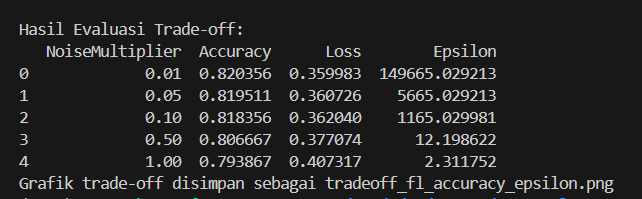 Hasil Evaluasi Trade-off:
NoiseMultiplier Accuracy Loss Epsilon
0 0.01 0.820356 0.359983 149665.029213
1 0.05 0.819511 0.360726 5665.029213
2 0.10 0.818356 0.362040 1165.029981
3 0.50 0.806667 0.377074 12.198622
4 1.00 0.793867 0.407317 2.311752
Grafik trade-off disimpan sebagai tradeoff_fl_accuracy_epsilon.png